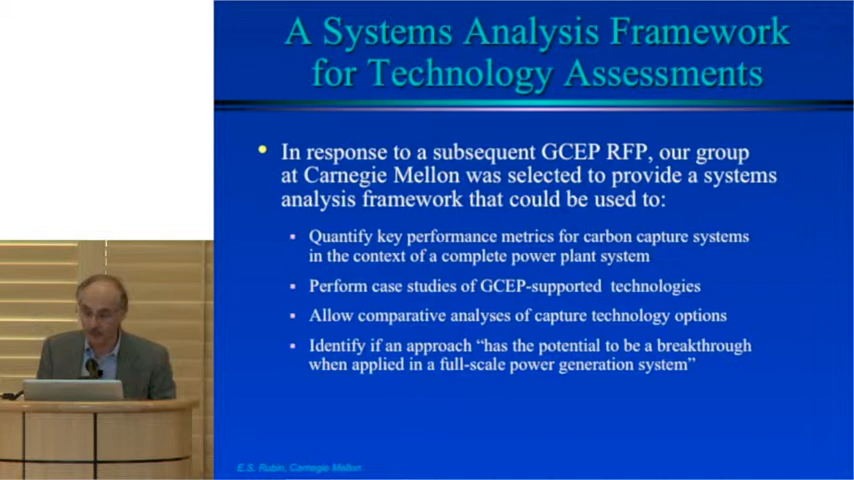 A Systems Analysis Framework
for Technology Assessments
• In response to a subsequent GCEP RFP, our group
at Carnegie Mellon was selected to provide a systems
analysis framework that could be used to:
▪ Quantify key performance metrics for carbon capture systems
in the context of a complete power plant system
▪ Perform case studies of GCEP-supported technologies
▪ Allow comparative analyses of capture technology options
▪ Identify if an approach “has the potential to be a breakthrough
when applied in a full-scale power generation system”
E.S. Rubin, Carnegie Mellon